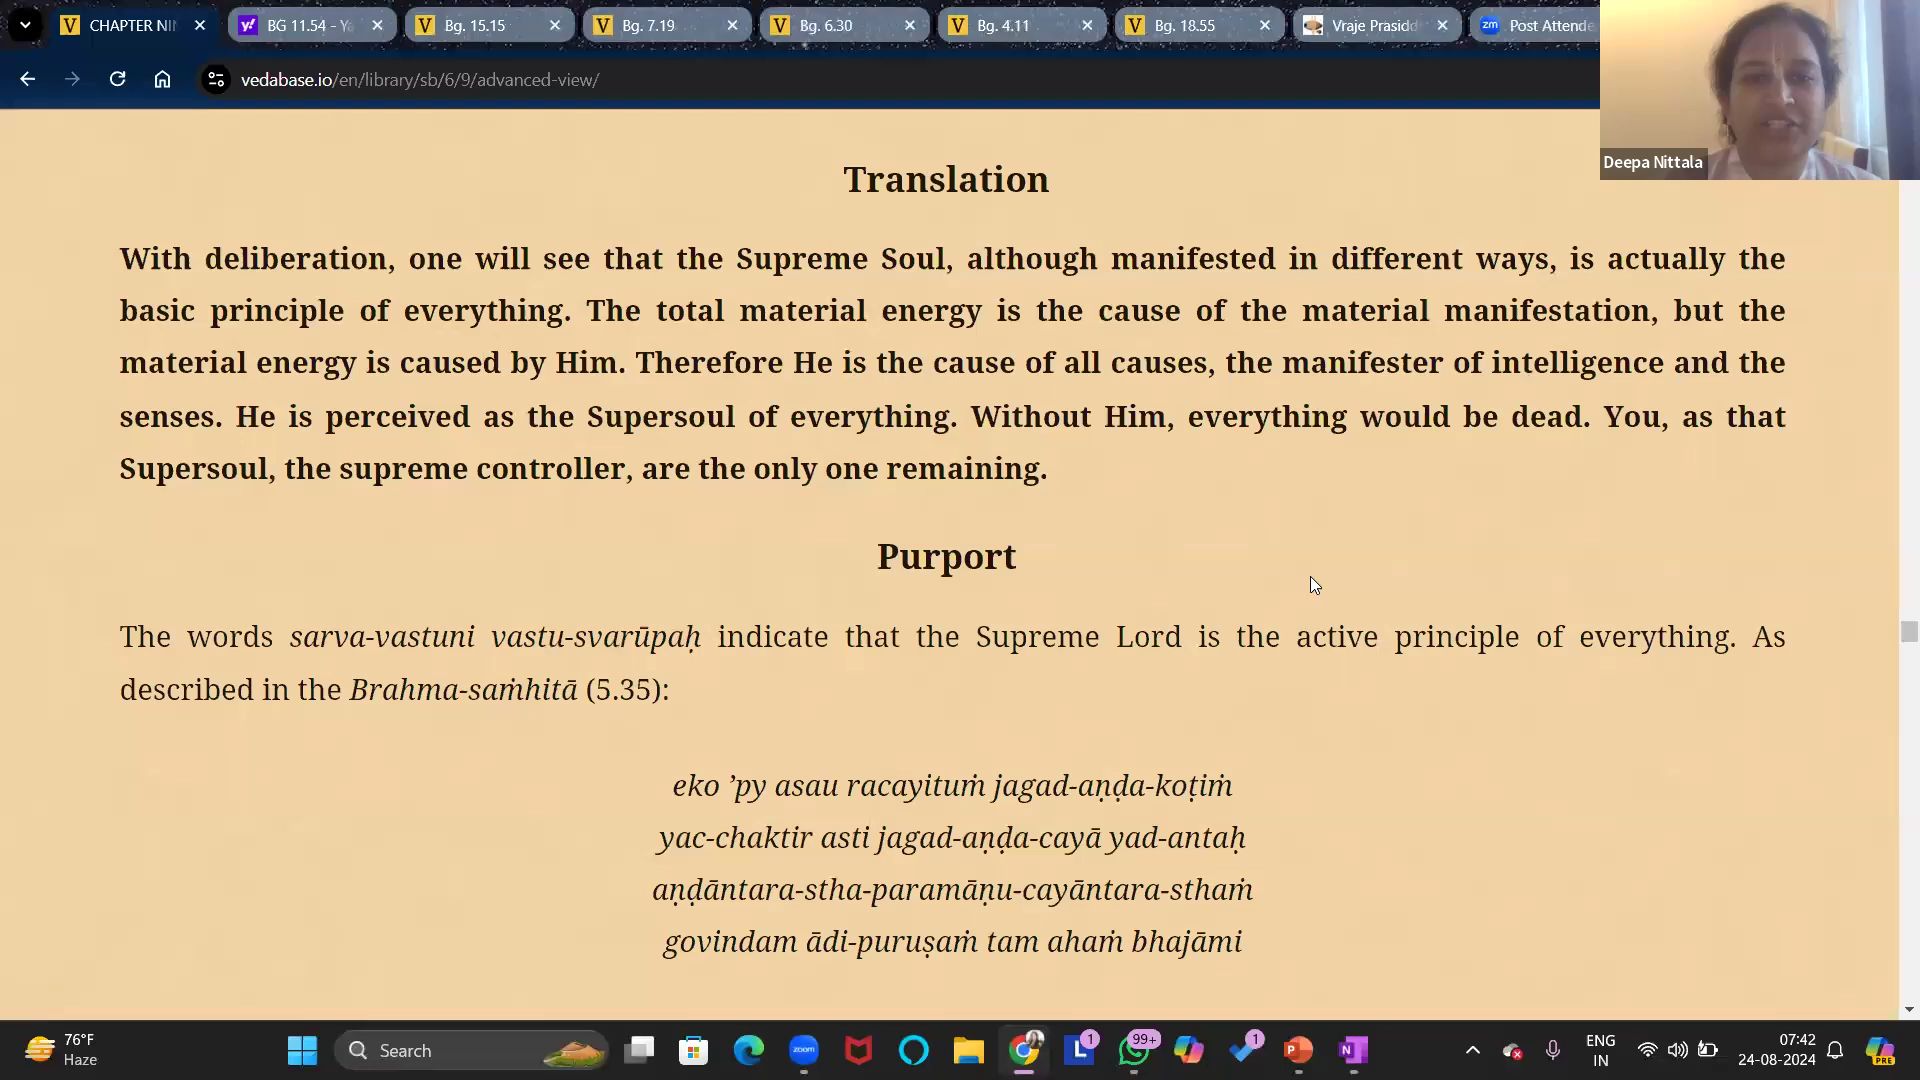 CHAPTER NIN
BG 11.54 - Ya
Bg. 15.15
Bg. 7.19
Bg. 6.30
Bg. 4.11
Bg. 18.55
Vraje Prasidd
Post Attende
vedabase.io/en/library/sb/6/9/advanced-view/
Deepa Nittala
Translation
With deliberation, one will see that the Supreme Soul, although manifested in different ways, is actually the
basic principle of everything. The total material energy is the cause of the material manifestation, but the
material energy is caused by Him. Therefore He is the cause of all causes, the manifester of intelligence and the
senses. He is perceived as the Supersoul of everything. Without Him, everything would be dead. You, as that
Supersoul, the supreme controller, are the only one remaining.
Purport
The words sarva-vastuni vastu-svarūpaḥ indicate that the Supreme Lord is the active principle of everything. As
described in the Brahma-saṁhitā (5.35):
eko ’py asau racayituṁ jagad-aṇḍa-koṭiṁ
yac-chaktir asti jagad-aṇḍa-cayā yad-antaḥ
aṇḍāntara-stha-paramāṇu-cayāntara-sthaṁ
govindam ādi-puruṣaṁ tam ahaṁ bhajāmi
76°F
Haze
Search
zoom
1
99+
1
ENG
IN
07:42
24-08-2024
PRE